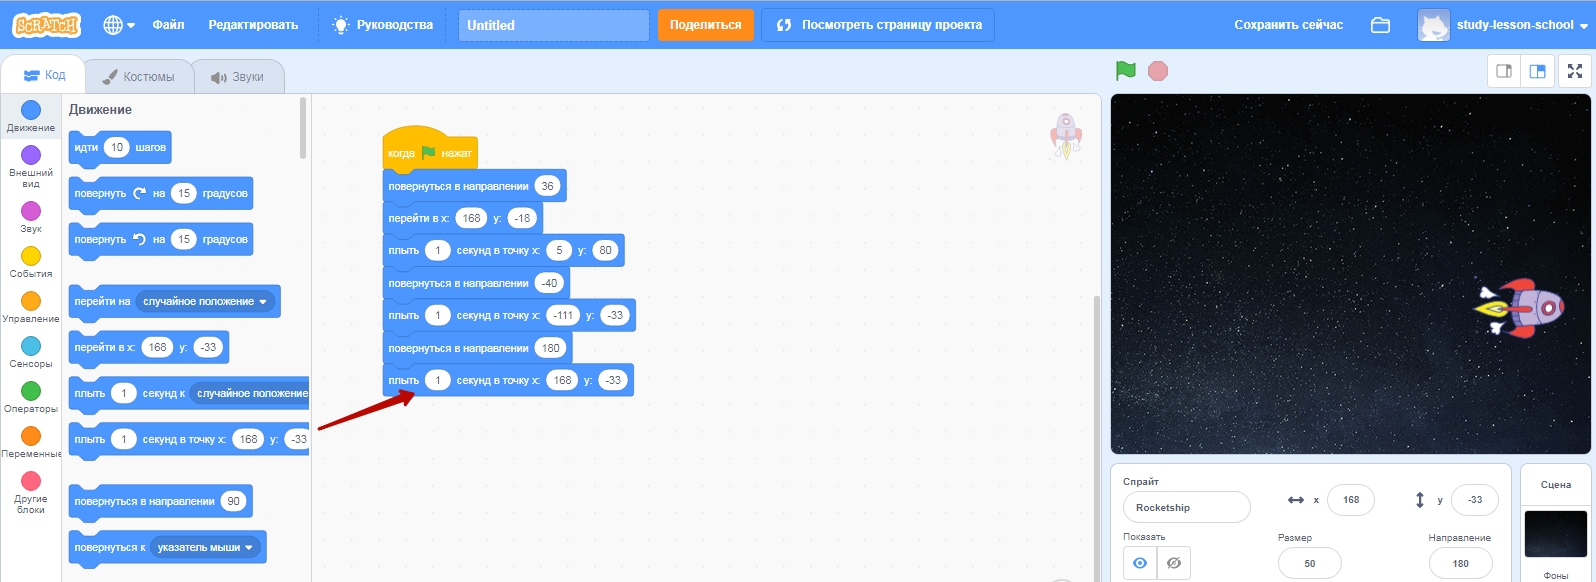 SCRATCH Файл Редактировать Руководства Untitled Поделиться Посмотреть страницу проекта Сохранить сейчас study-lesson-school
Код Костюмы Звуки
Движение
Внешний вид
Звук
События
Управление
Сенсоры
Операторы
Переменные
Другие блоки
Движение
идти 10 шагов
повернуть на 15 градусов
повернуть на 15 градусов
перейти на случайное положение
перейти в x: 168 y: -33
плыть 1 секунд к случайное положение
плыть 1 секунд в точку x: 168 y: -33
повернуться в направлении 90
повернуться к указатель мыши
когда нажат
повернуться в направлении 36
перейти в x: 168 y: -18
плыть 1 секунд в точку x: 5 y: 80
повернуться в направлении -40
плыть 1 секунд в точку x: -111 y: -33
повернуться в направлении 180
плыть 1 секунд в точку x: 168 y: -33
Спрайт
Rocketship x 168 y -33
Показать Размер Направление
50 180
Сцена
Фоны